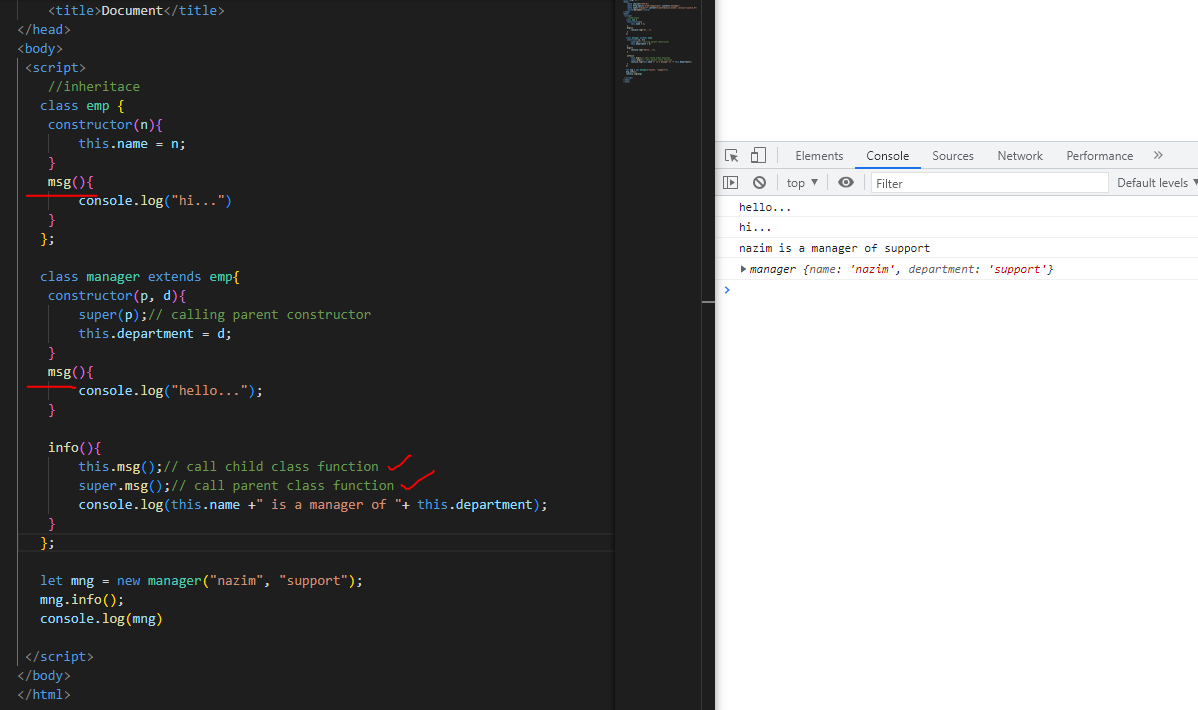 <title>Document</title>
</head>
<body>
<script>
//inheritace
class emp {
constructor(n){
this.name = n;
}
msg(){
console.log("hi...")
}
};
class manager extends emp{
constructor(p, d){
super(p);// calling parent constructor
this.department = d;
}
msg(){
console.log("hello...");
}
info(){
this.msg();// call child class function
super.msg();// call parent class function
console.log(this.name +" is a manager of "+ this.department);
}
};
let mng = new manager("nazim", "support");
mng.info();
console.log(mng)
</script>
</body>
</html>
Elements Console Sources Network Performance »
top ▼ Filter Default levels ▼
hello...
hi...
nazim is a manager of support
▶ manager {name: 'nazim', department: 'support'}
>